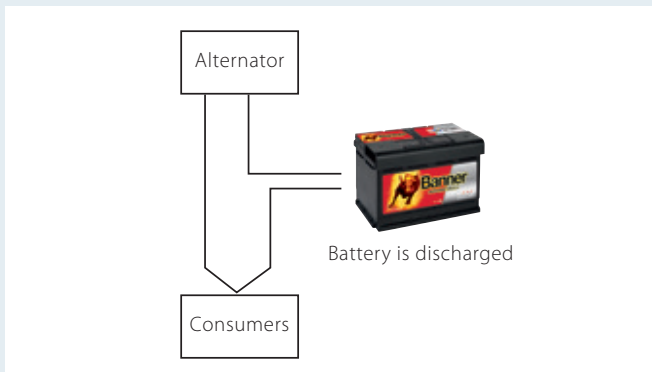 Alternator
Banner
Battery is discharged
Consumers